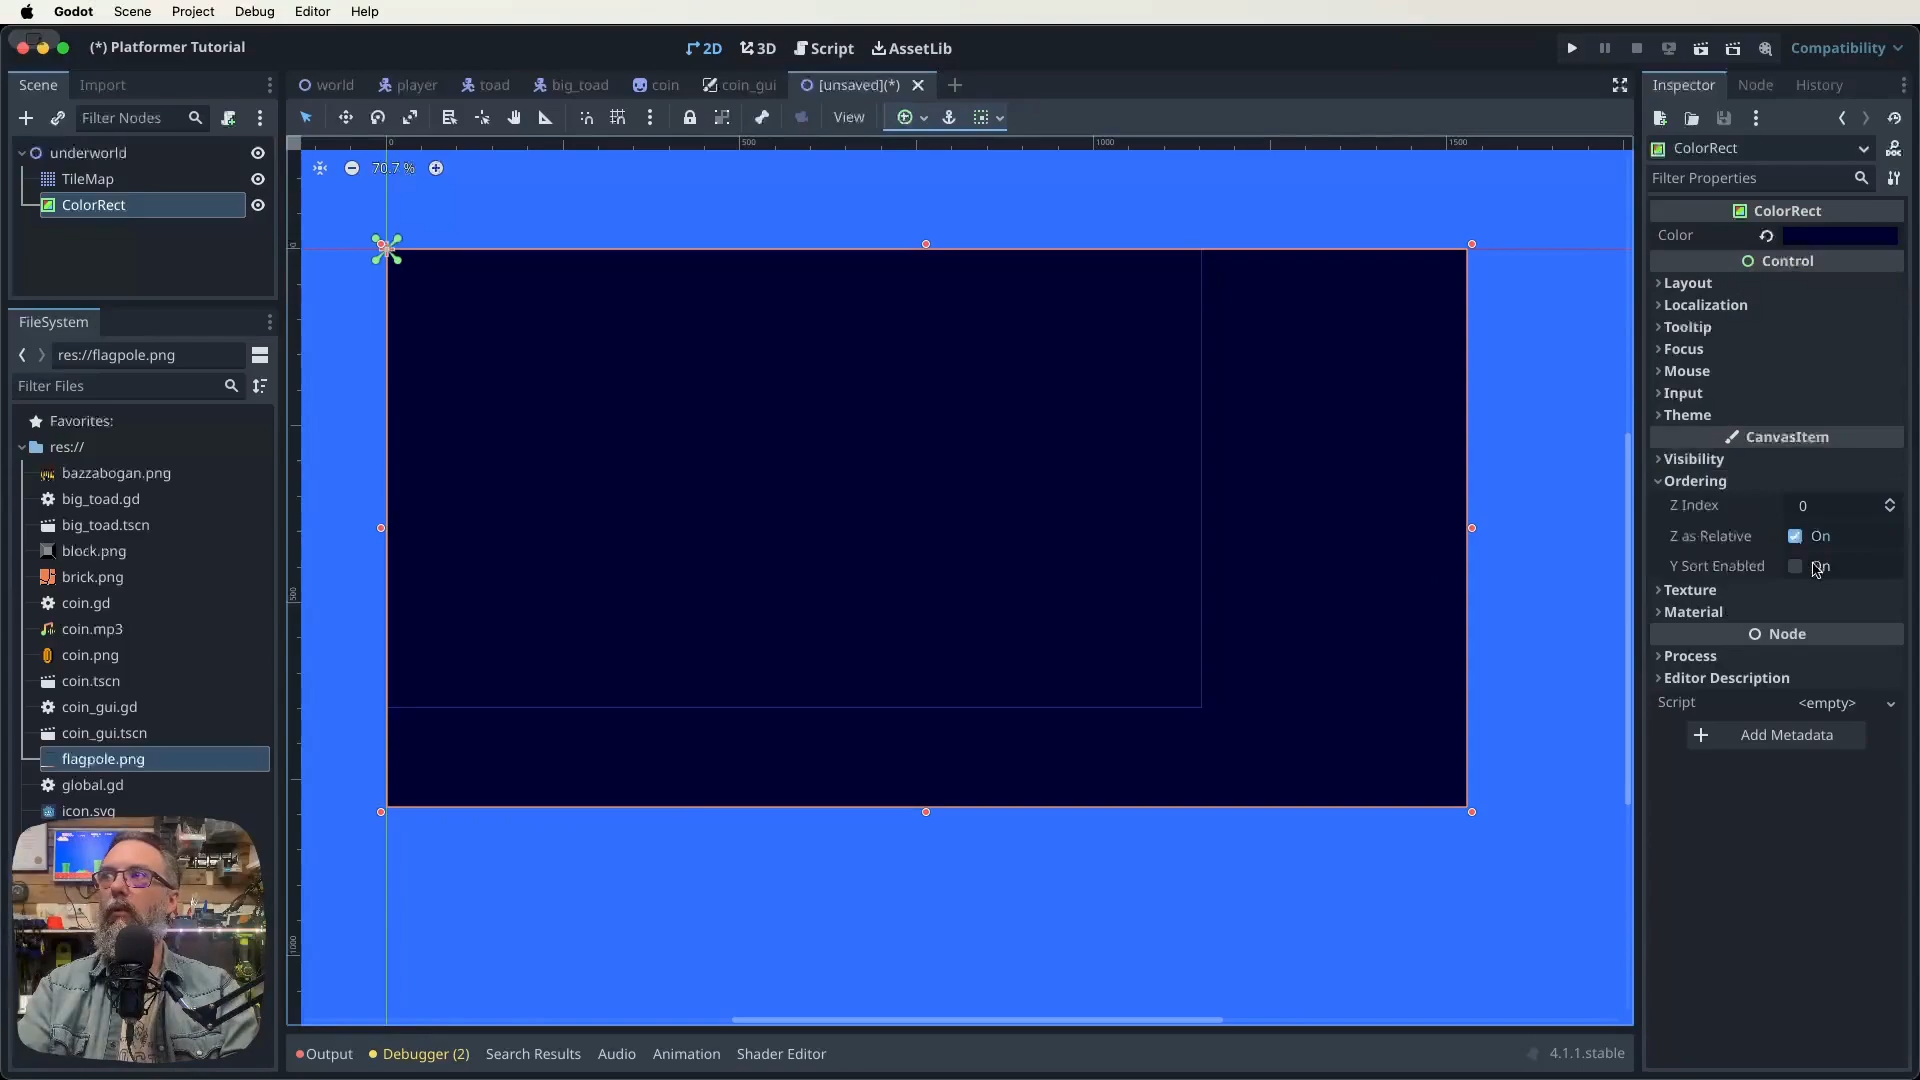 Godot Scene Project Debug Editor Help
(*) Platformer Tutorial
2D 3D Script AssetLib
Compatibility
Scene Import
world player toad big_toad coin coin_gui [unsaved](*)
Inspector Node History
Filter Nodes
View
ColorRect
Filter Properties
underworld
TileMap
ColorRect
0 500 1000 1500
70.7 %
0
500
1000
FileSystem
res://flagpole.png
Filter Files
Favorites:
res://
bazzabogan.png
big_toad.gd
big_toad.tscn
block.png
brick.png
coin.gd
coin.mp3
coin.png
coin.tscn
coin_gui.gd
coin_gui.tscn
flagpole.png
global.gd
icon.svg
ColorRect
Color
Control
Layout
Localization
Tooltip
Focus
Mouse
Input
Theme
CanvasItem
Visibility
Ordering
Z Index 0
Z as Relative On
Y Sort Enabled On
Texture
Material
Node
Process
Editor Description
Script <empty>
Add Metadata
Output Debugger (2) Search Results Audio Animation Shader Editor
4.1.1.stable